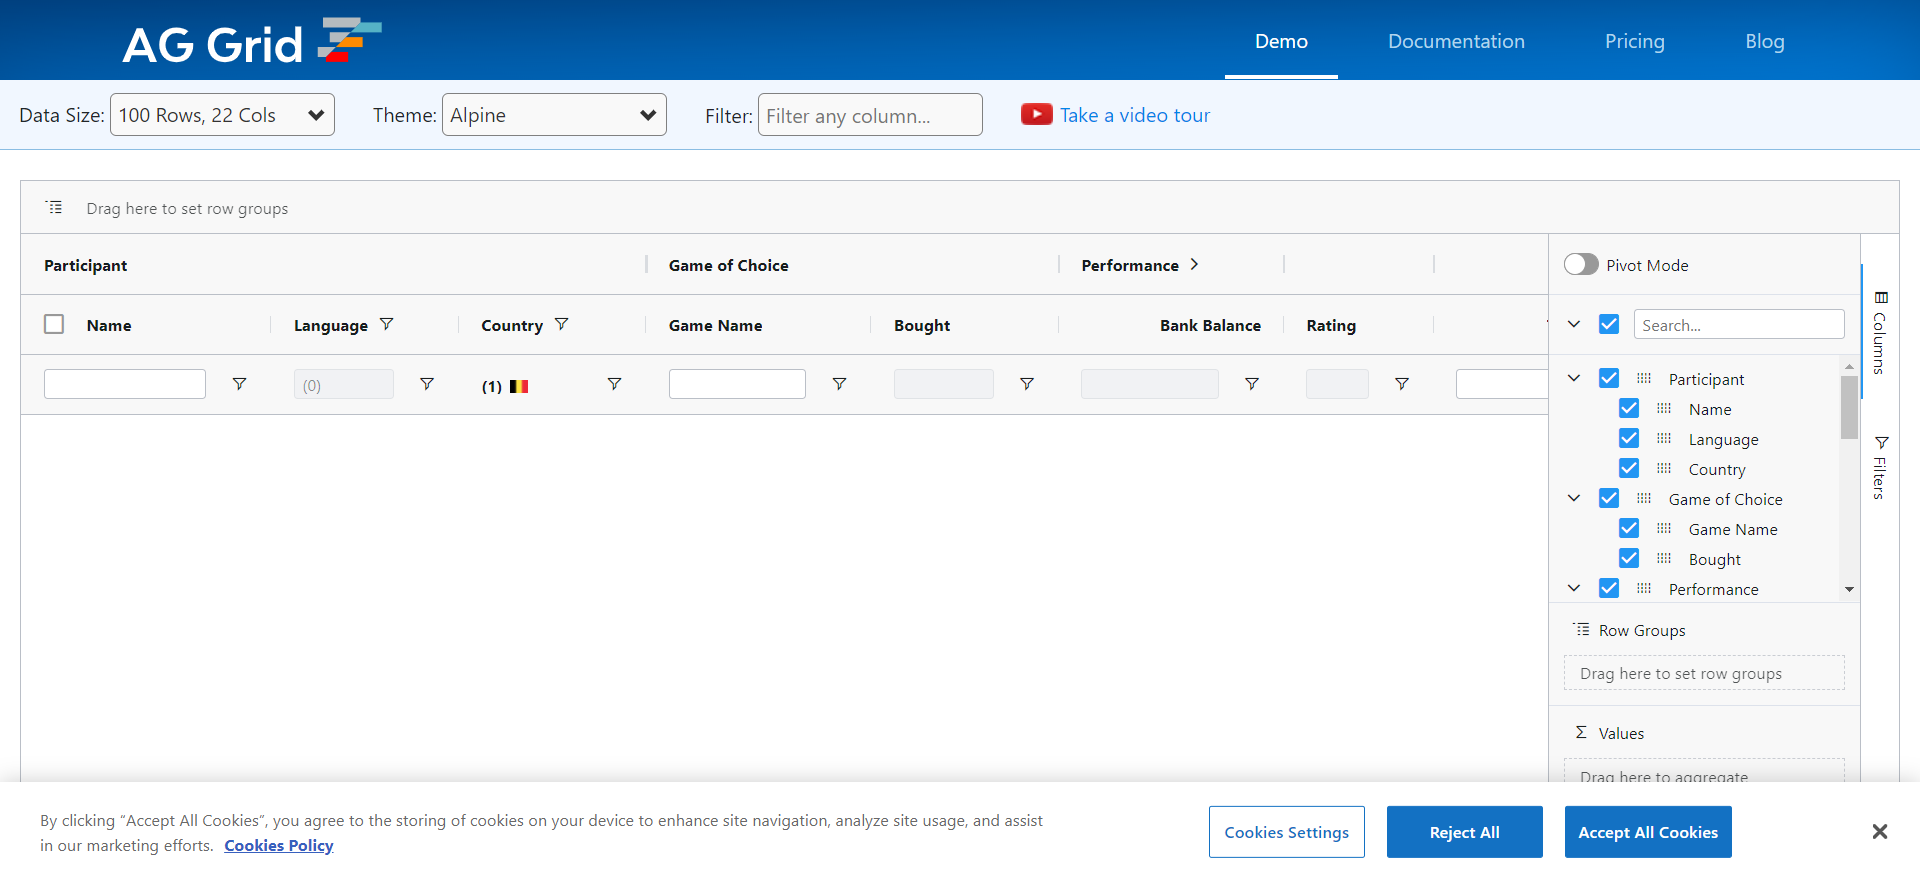 AG Grid
Demo
Documentation
Pricing
Blog
Data Size:
100 Rows, 22 Cols
Theme:
Alpine
Filter:
Filter any column...
Take a video tour
Drag here to set row groups
Participant
Game of Choice
Performance
Name
Language
Country
Game Name
Bought
Bank Balance
Rating
(0)
(1)
Pivot Mode
Search...
Participant
Name
Language
Country
Game of Choice
Game Name
Bought
Performance
Row Groups
Drag here to set row groups
Values
Drag here to aggregate
Columns
Filters
By clicking “Accept All Cookies”, you agree to the storing of cookies on your device to enhance site navigation, analyze site usage, and assist
in our marketing efforts. Cookies Policy
Cookies Settings
Reject All
Accept All Cookies